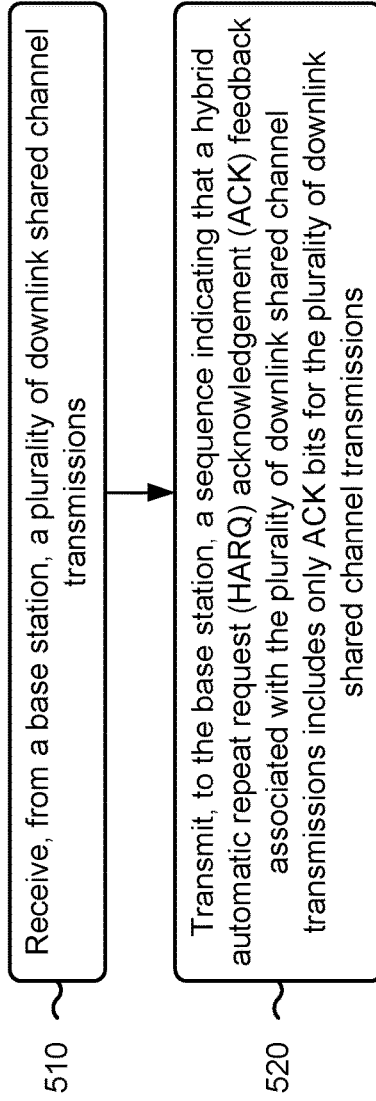 510
Receive, from a base station, a plurality of downlink shared channel
transmissions
520
Transmit, to the base station, a sequence indicating that a hybrid
automatic repeat request (HARQ) acknowledgement (ACK) feedback
associated with the plurality of downlink shared channel
transmissions includes only ACK bits for the plurality of downlink
shared channel transmissions